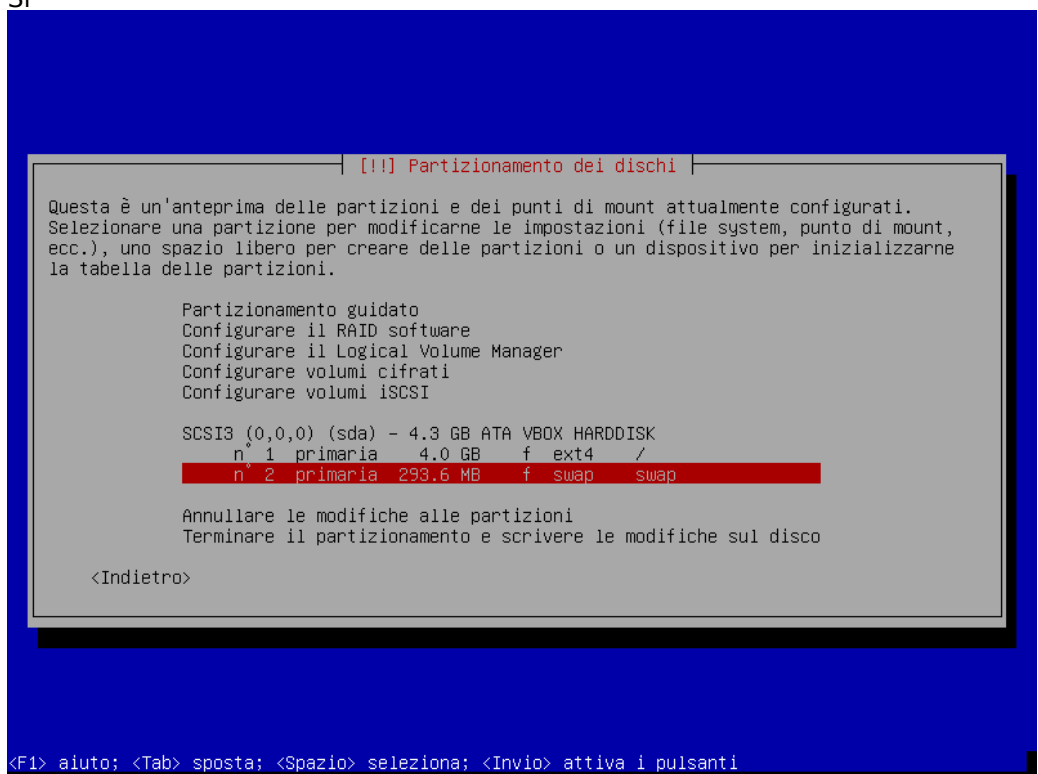 [!!] Partizionamento dei dischi
Questa è un'anteprima delle partizioni e dei punti di mount attualmente configurati.
Selezionare una partizione per modificarne le impostazioni (file system, punto di mount,
ecc.), uno spazio libero per creare delle partizioni o un dispositivo per inizializzarne
la tabella delle partizioni.
Partizionamento guidato
Configurare il RAID software
Configurare il Logical Volume Manager
Configurare volumi cifrati
Configurare volumi iSCSI
SCSI3 (0,0,0) (sda) - 4.3 GB ATA VBOX HARDDISK
n° 1 primaria 4.0 GB f ext4 /
n° 2 primaria 293.6 MB f swap swap
Annullare le modifiche alle partizioni
Terminare il partizionamento e scrivere le modifiche sul disco
<Indietro>
<F1> aiuto; <Tab> sposta; <Spazio> seleziona; <Invio> attiva i pulsanti